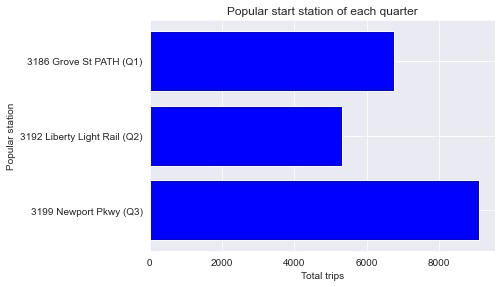 Popular start station of each quarter
Popular station
3186 Grove St PATH (Q1)
3192 Liberty Light Rail (Q2)
3199 Newport Pkwy (Q3)
0 2000 4000 6000 8000
Total trips